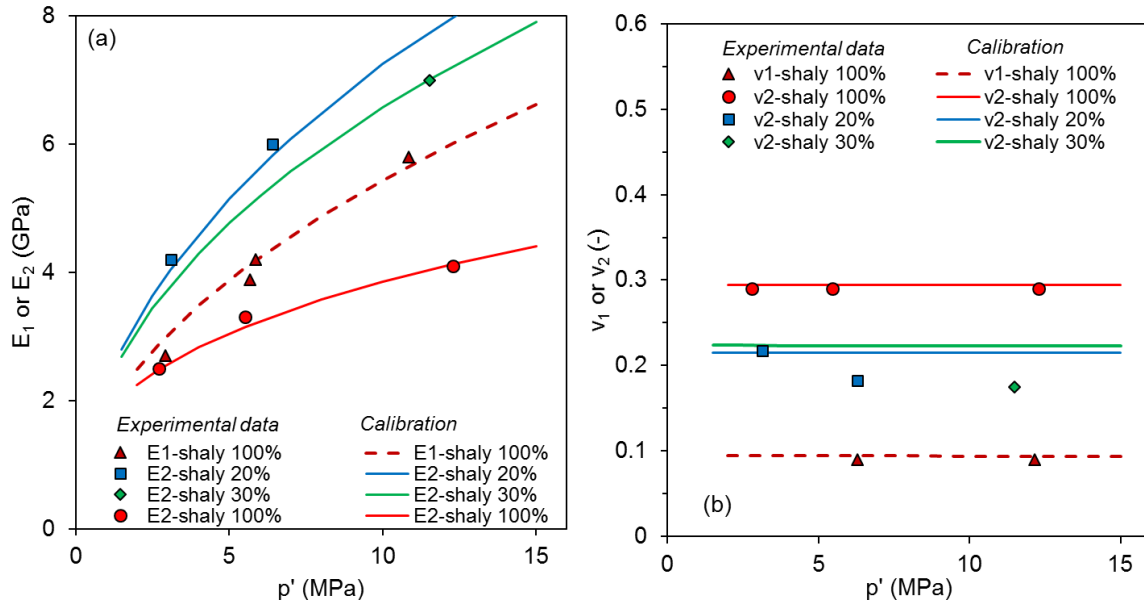 (a)
8
6
4
2
0
E₁ or E₂ (GPa)
Experimental data Calibration
E1-shaly 100% E1-shaly 100%
E2-shaly 20% E2-shaly 20%
E2-shaly 30% E2-shaly 30%
E2-shaly 100% E2-shaly 100%
0 5 10 15
p' (MPa)
0.6
0.5
0.4
0.3
0.2
0.1
0
v₁ or v₂ (-)
Experimental data Calibration
v1-shaly 100% v1-shaly 100%
v2-shaly 100% v2-shaly 100%
v2-shaly 20% v2-shaly 20%
v2-shaly 30% v2-shaly 30%
(b)
0 5 10 15
p' (MPa)